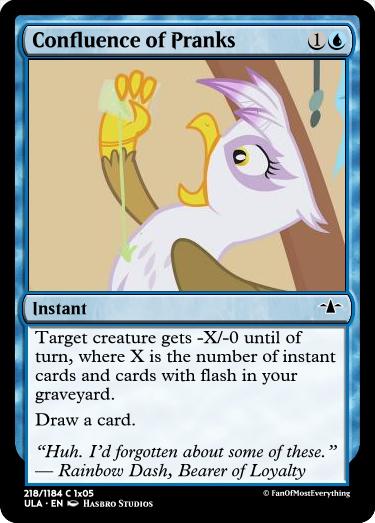 Confluence of Pranks 1
Instant
Target creature gets -X/-0 until of
turn, where X is the number of instant
cards and cards with flash in your
graveyard.
Draw a card.
“Huh. I’d forgotten about some of these.”
— Rainbow Dash, Bearer of Loyalty
218/1184 C 1x05
ULA · EN Hasbro Studios
© FanOfMostEverything